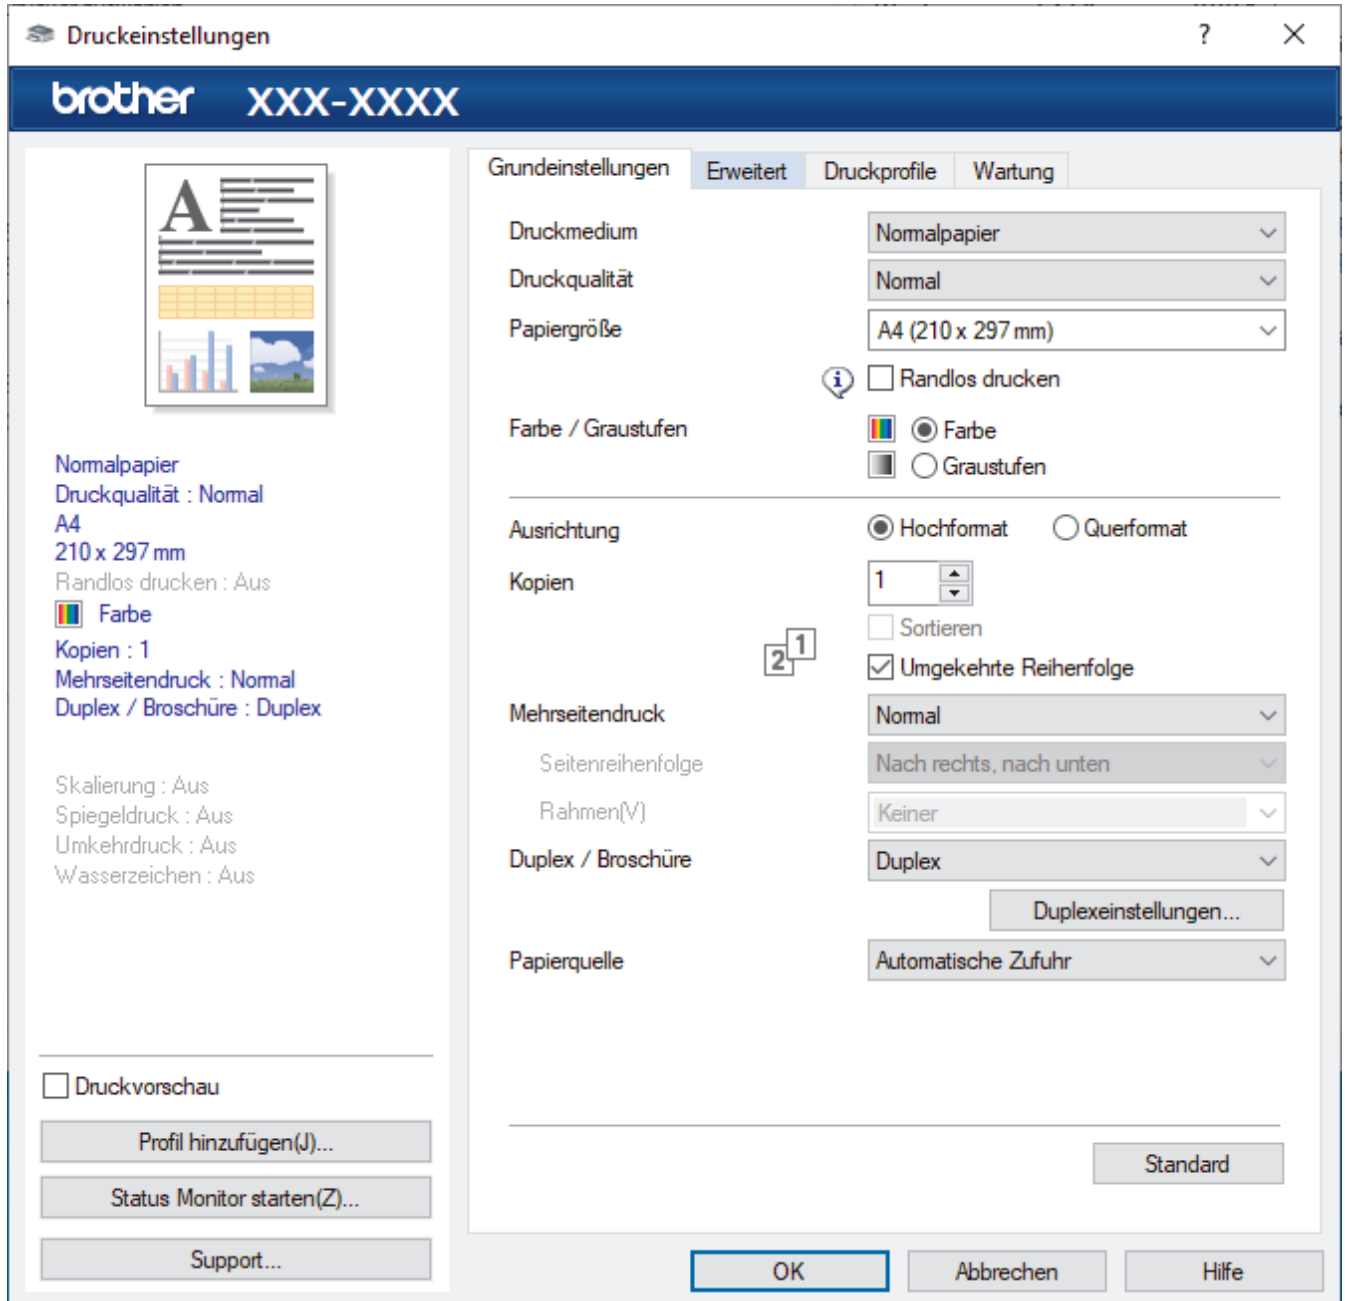 Druckeinstellungen ?
brother XXX-XXXX
A
Normalpapier
Druckqualität : Normal
A4
210 x 297 mm
Randlos drucken : Aus
Farbe
Kopien : 1
Mehrseitendruck : Normal
Duplex / Broschüre : Duplex
Skalierung : Aus
Spiegeldruck : Aus
Umkehrdruck : Aus
Wasserzeichen : Aus
Druckvorschau
Profil hinzufügen(J)...
Status Monitor starten(Z)...
Support...
Grundeinstellungen Erweitert Druckprofile Wartung
Druckmedium Normalpapier
Druckqualität Normal
Papiergröße A4 (210 x 297 mm)
i Randlos drucken
Farbe / Graustufen Farbe
Graustufen
Ausrichtung Hochformat Querformat
Kopien 1
Sortieren
2 1 Umgekehrte Reihenfolge
Mehrseitendruck Normal
Seitenreihenfolge Nach rechts, nach unten
Rahmen(V) Keiner
Duplex / Broschüre Duplex
Duplexeinstellungen...
Papierquelle Automatische Zufuhr
Standard
OK Abbrechen Hilfe